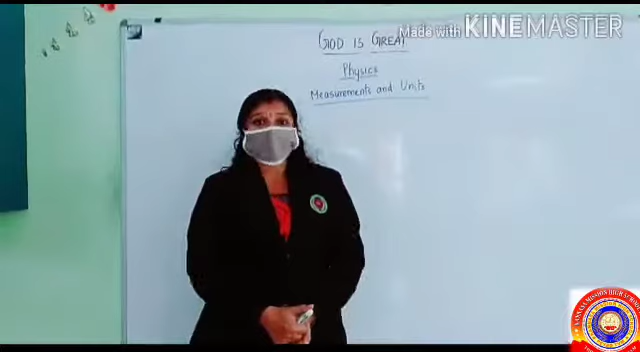 Made with KINEMASTER
GOD IS GREAT
Physics
Measurements and Units